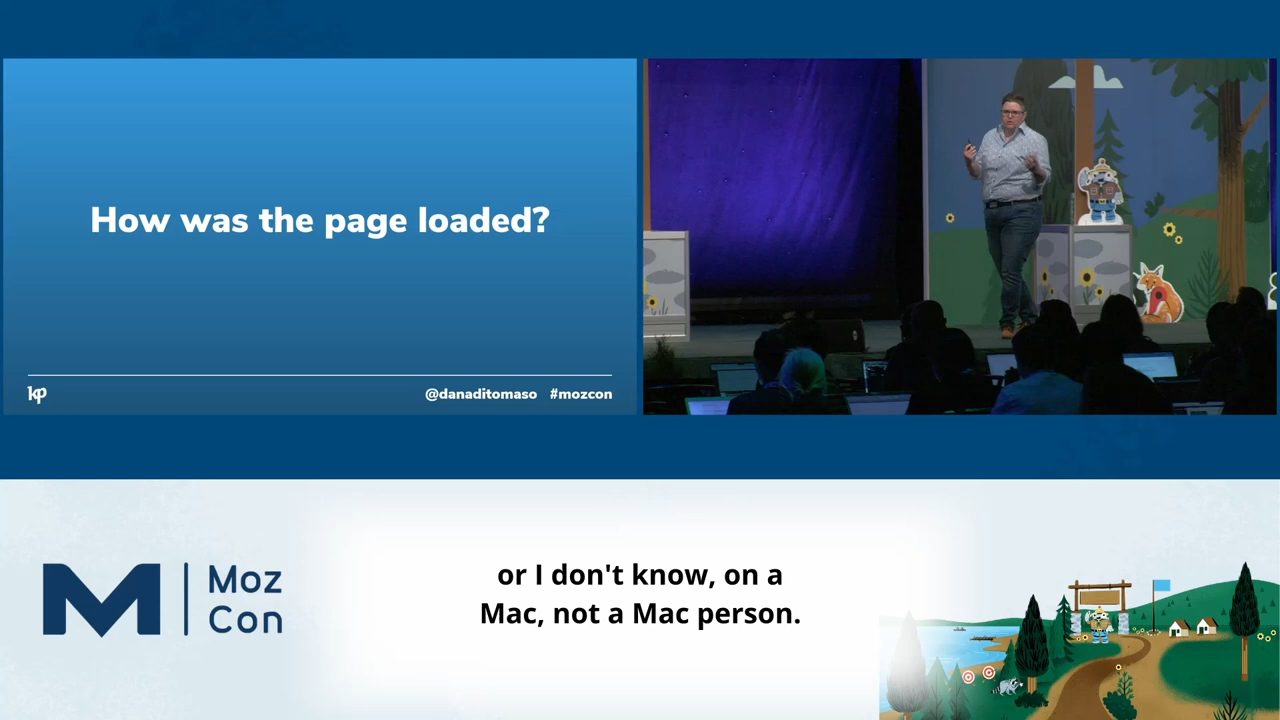 How was the page loaded?
kp
@danaditomaso #mozcon
Moz
Con
or I don't know, on a
Mac, not a Mac person.